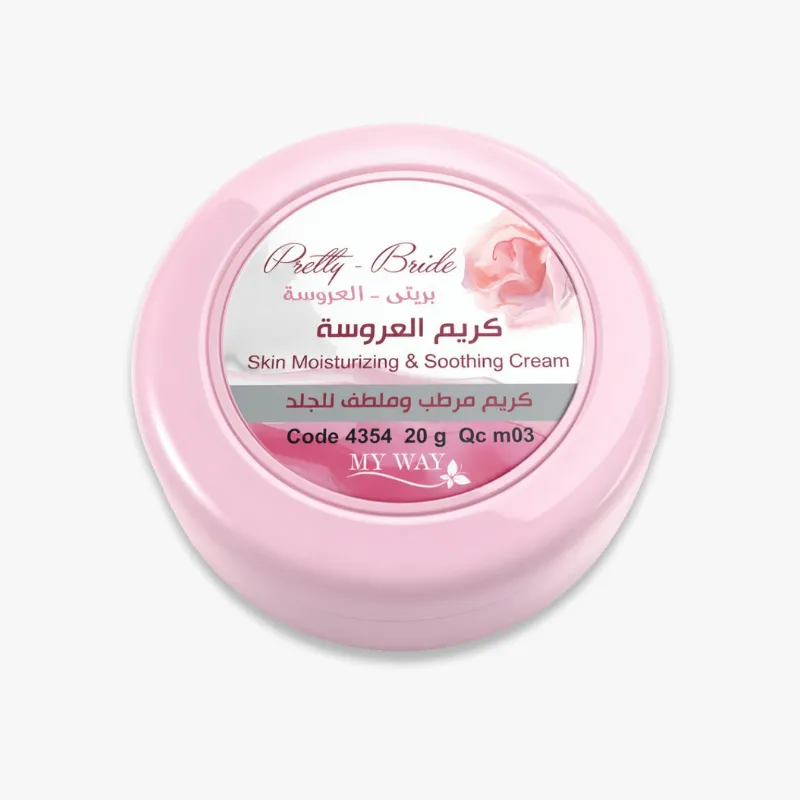 Pretty - Bride
بريتى - العروسة
كريم العروسة
Skin Moisturizing & Soothing Cream
كريم مرطب وملطف للجلد
Code 4354 20 g Qc m03
MY WAY